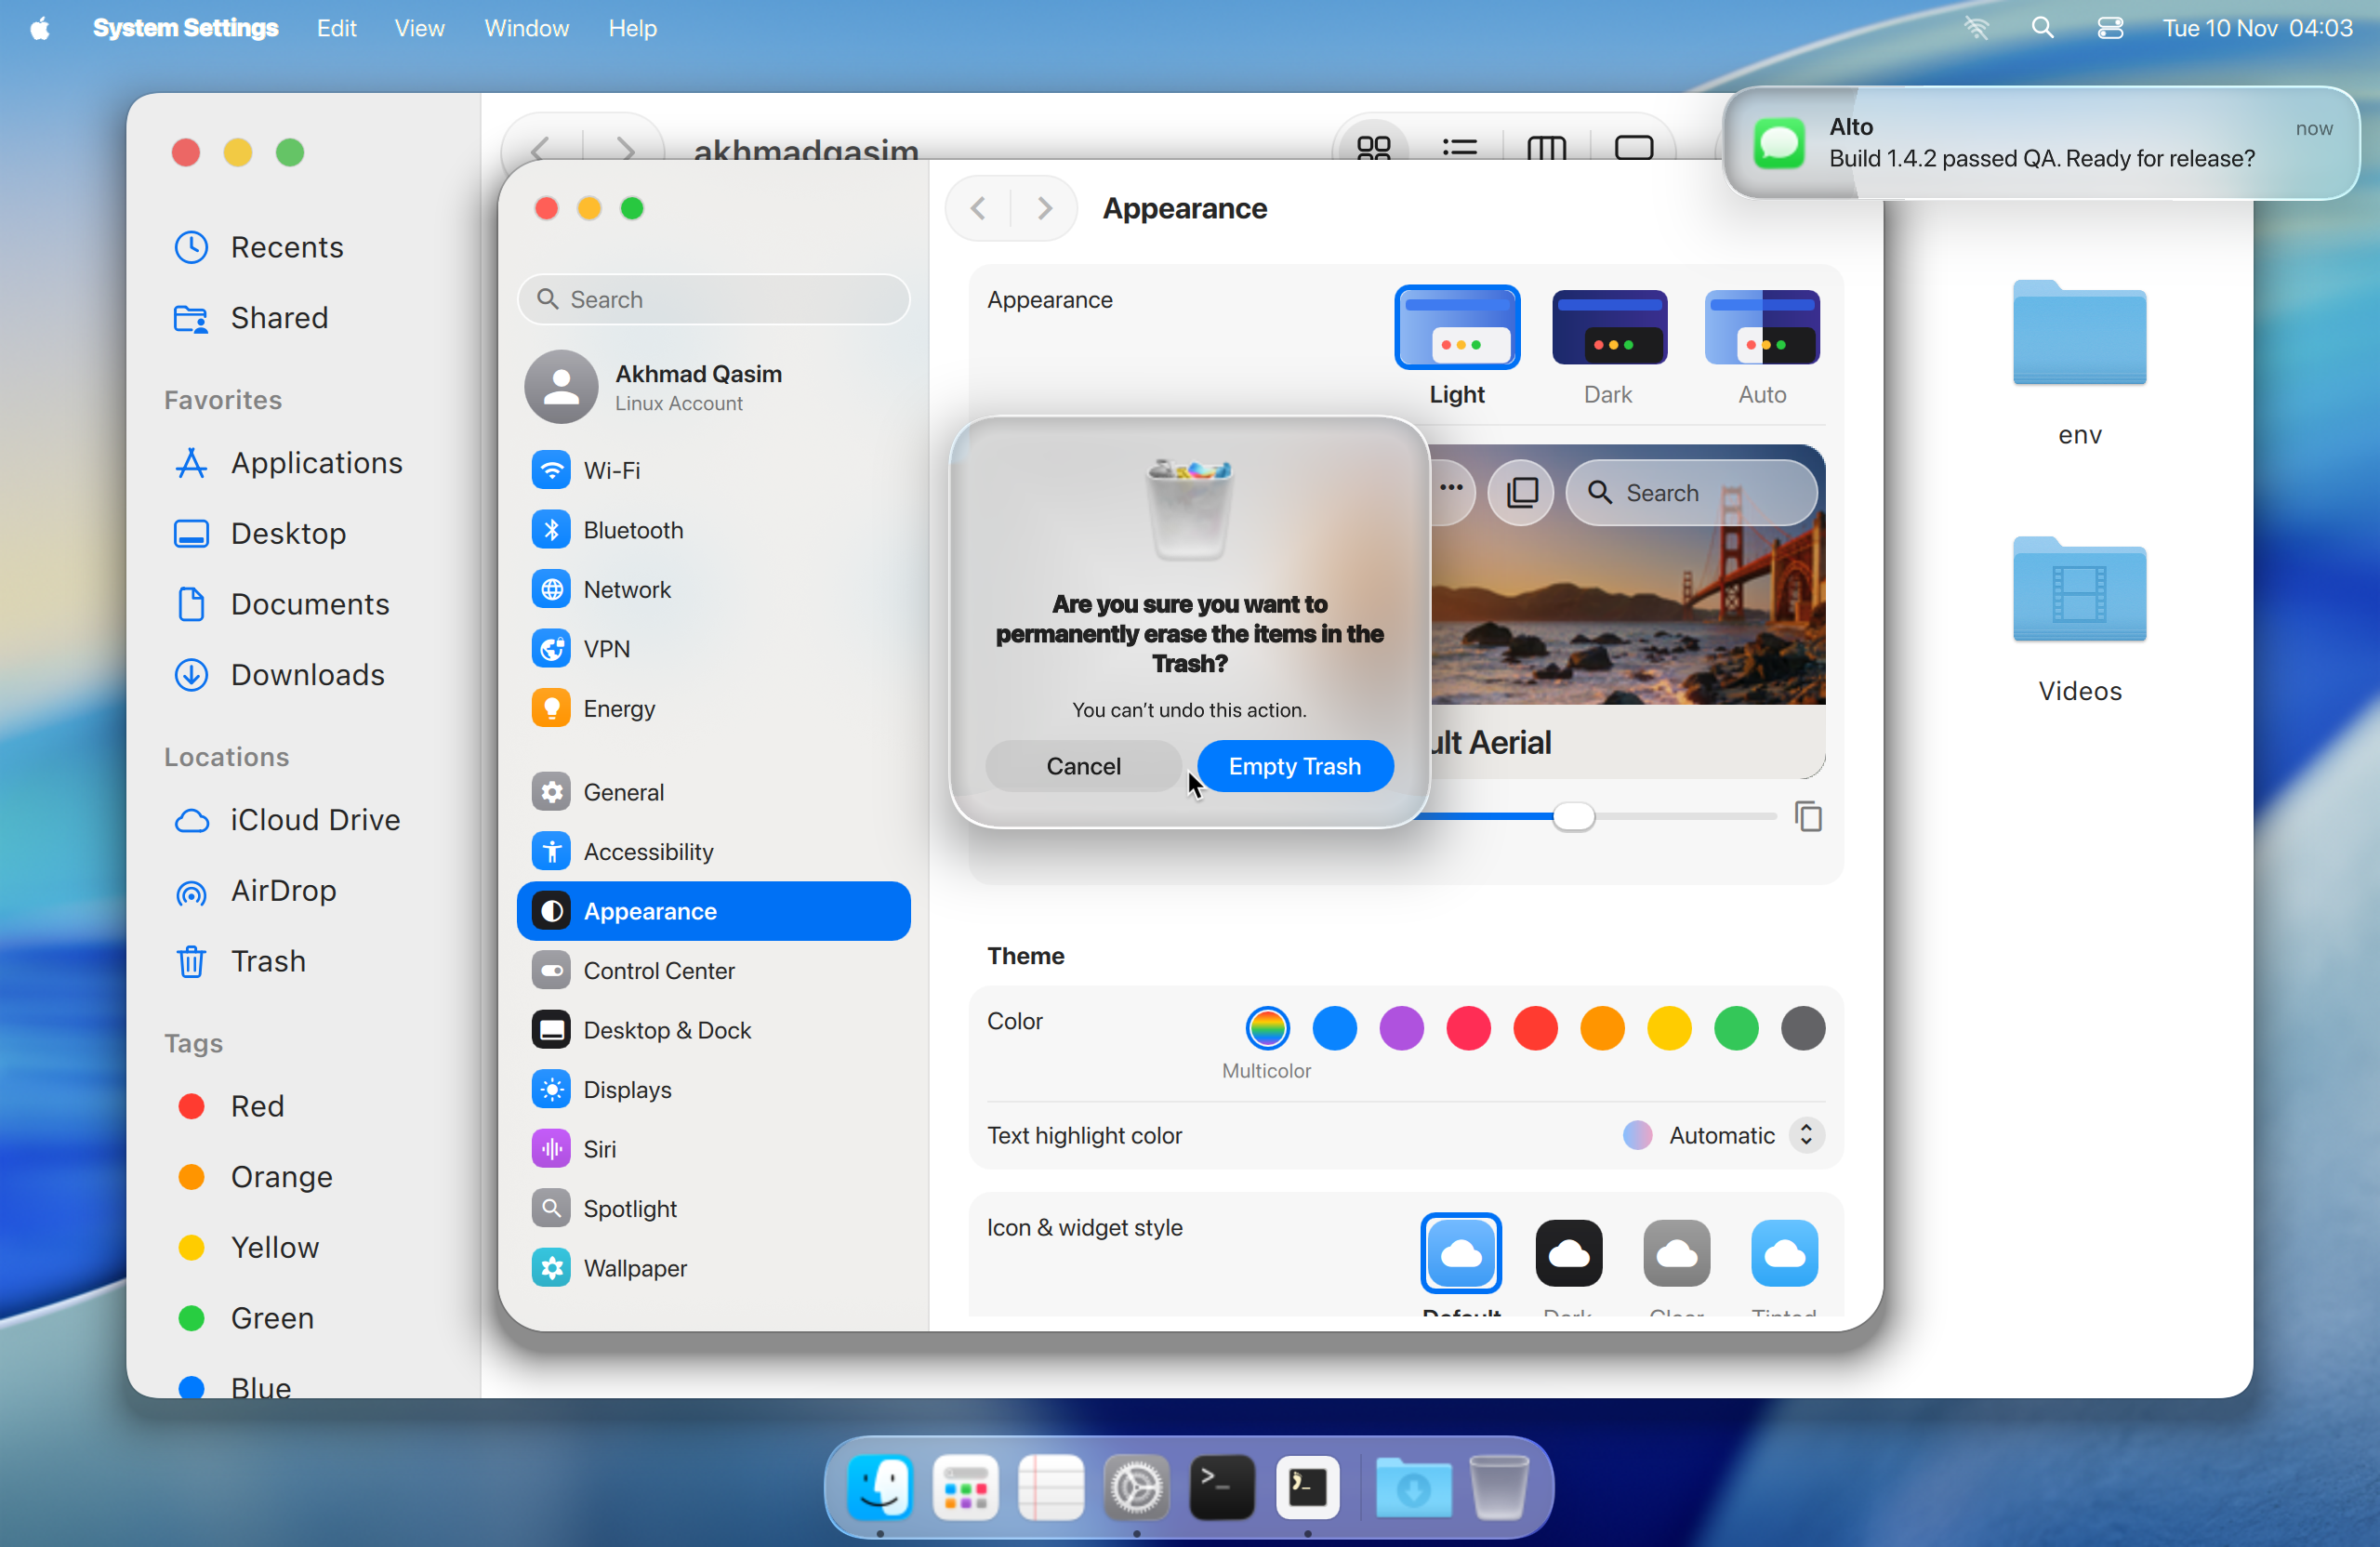 System Settings Edit View Window Help
Tue 10 Nov 04:03
Alto
now
Build 1.4.2 passed QA. Ready for release?
akhmadqasim
Recents
Shared
Favorites
Applications
Desktop
Documents
Downloads
Locations
iCloud Drive
AirDrop
Trash
Tags
Red
Orange
Yellow
Green
Blue
Search
Akhmad Qasim
Linux Account
Wi-Fi
Bluetooth
Network
VPN
Energy
General
Accessibility
Appearance
Control Center
Desktop & Dock
Displays
Siri
Spotlight
Wallpaper
Appearance
Appearance
Light Dark Auto
Search
Are you sure you want to
permanently erase the items in the
Trash?
You can't undo this action.
Cancel Empty Trash
Aerial
Theme
Color
Multicolor
Text highlight color Automatic
Icon & widget style
Default Dark Clear Tinted
env
Videos